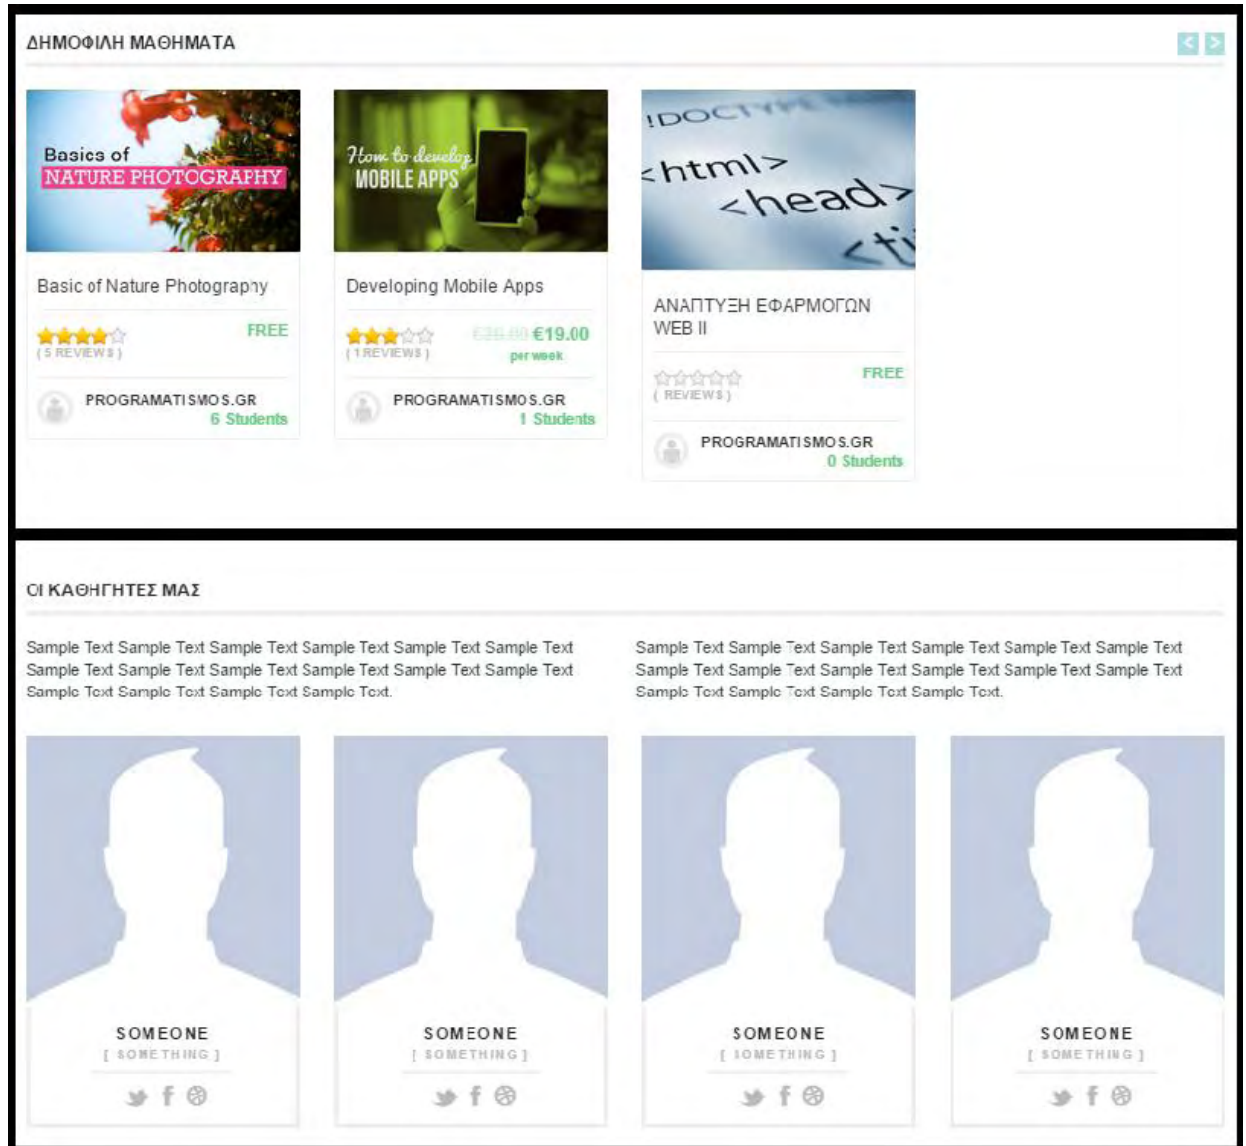 ΔΗΜΟΦΙΛΗ ΜΑΘΗΜΑΤΑ
Basics of
NATURE PHOTOGRAPHY
Basic of Nature Photography
FREE
( 5 REVIEWS )
PROGRAMATISMOS.GR
6 Students
How to develop
MOBILE APPS
Developing Mobile Apps
€19.00
( 1 REVIEWS )
per week
PROGRAMATISMOS.GR
1 Students
!DOCTYPE
<html>
<head>
<ti
ΑΝΑΠΤΥΞΗ ΕΦΑΡΜΟΓΩΝ
WEB II
FREE
( REVIEWS )
PROGRAMATISMOS.GR
0 Students
ΟΙ ΚΑΘΗΓΗΤΕΣ ΜΑΣ
Sample Text Sample Text Sample Text Sample Text Sample Text Sample Text
Sample Text Sample Text Sample Text Sample Text Sample Text Sample Text
Sample Text Sample Text Sample Text Sample Text.
Sample Text Sample Text Sample Text Sample Text Sample Text Sample Text
Sample Text Sample Text Sample Text Sample Text Sample Text Sample Text
Sample Text Sample Text Sample Text Sample Text.
SOMEONE
[ SOMETHING ]
SOMEONE
[ SOMETHING ]
SOMEONE
[ SOMETHING ]
SOMEONE
[ SOMETHING ]